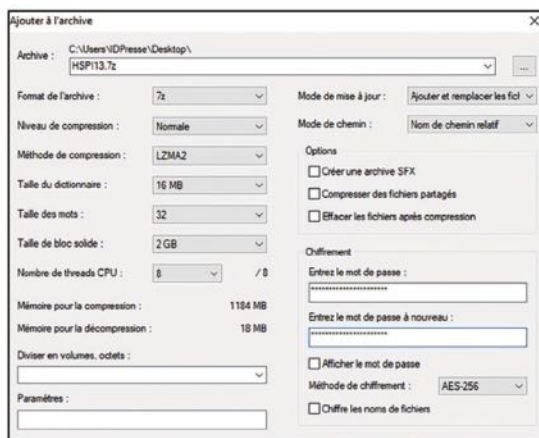 Ajouter à l'archive
Archive :
C:\Users\IDPresse\Desktop\
HSPI13.7z
...
Format de l'archive :
7z
Niveau de compression :
Normale
Méthode de compression :
LZMA2
Taille du dictionnaire :
16 MB
Taille des mots :
32
Taille de bloc solide :
2 GB
Nombre de threads CPU :
8
/ 8
Mémoire pour la compression :
1184 MB
Mémoire pour la décompression :
18 MB
Diviser en volumes, octets :
Paramètres :
Mode de mise à jour :
Ajouter et remplacer les ficl
Mode de chemin :
Nom de chemin relatif
Options
Créer une archive SFX
Compresser des fichiers partagés
Effacer les fichiers après compression
Chiffrement
Entrez le mot de passe :
Entrez le mot de passe à nouveau :
Afficher le mot de passe
Méthode de chiffrement :
AES-256
Chiffre les noms de fichiers